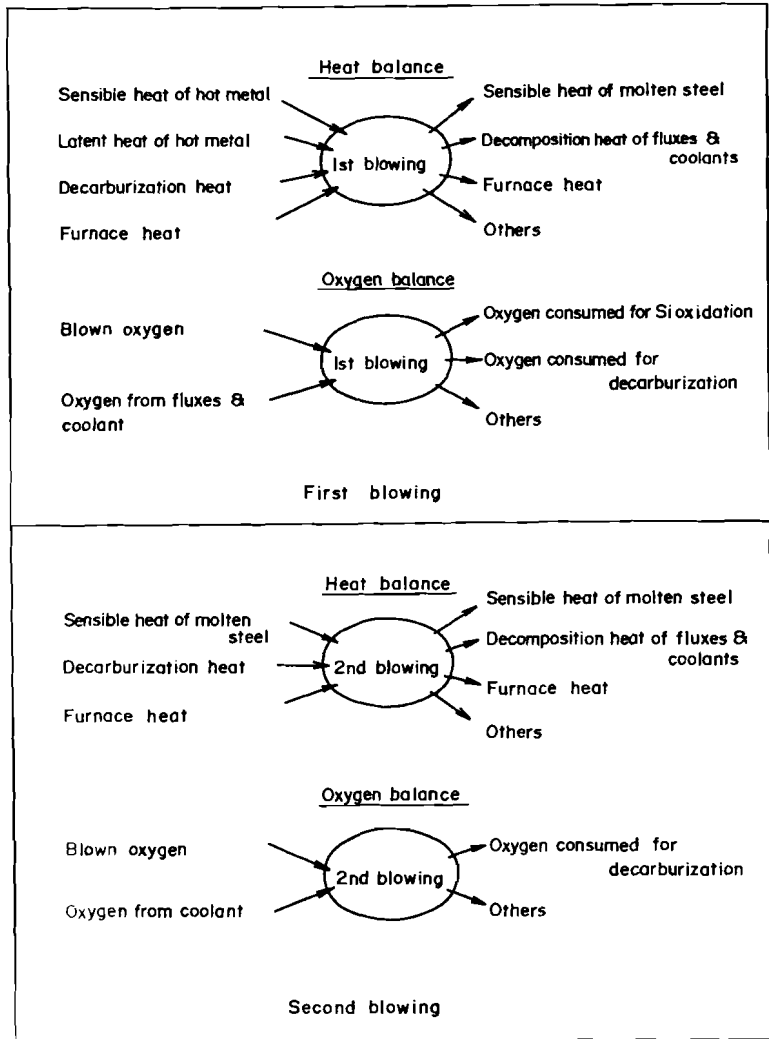 Heat balance
Sensible heat of hot metal
Latent heat of hot metal
Decarburization heat
Furnace heat
1st blowing
Sensible heat of molten steel
Decomposition heat of fluxes &
coolants
Furnace heat
Others
Oxygen balance
Blown oxygen
Oxygen from fluxes &
coolant
1st blowing
Oxygen consumed for Si oxidation
Oxygen consumed for
decarburization
Others
First blowing
Heat balance
Sensible heat of molten
steel
Decarburization heat
Furnace heat
2nd blowing
Sensible heat of molten steel
Decomposition heat of fluxes &
coolants
Furnace heat
Others
Oxygen balance
Blown oxygen
Oxygen from coolant
2nd blowing
Oxygen consumed for
decarburization
Others
Second blowing